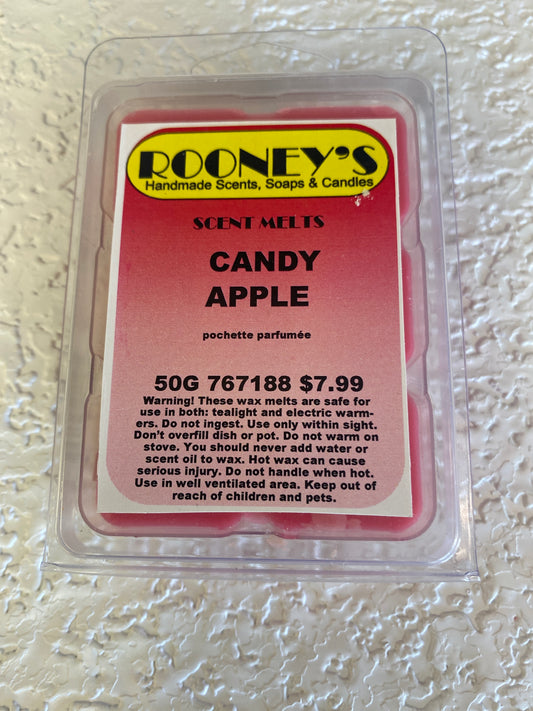 ROONEY'S
Handmade Scents, Soaps & Candles
SCENT MELTS
CANDY
APPLE
pochette parfumée
50G 767188 $7.99
Warning! These wax melts are safe for
use in both: tealight and electric warm-
ers. Do not ingest. Use only within sight.
Don't overfill dish or pot. Do not warm on
stove. You should never add water or
scent oil to wax. Hot wax can cause
serious injury. Do not handle when hot.
Use in well ventilated area. Keep out of
reach of children and pets.